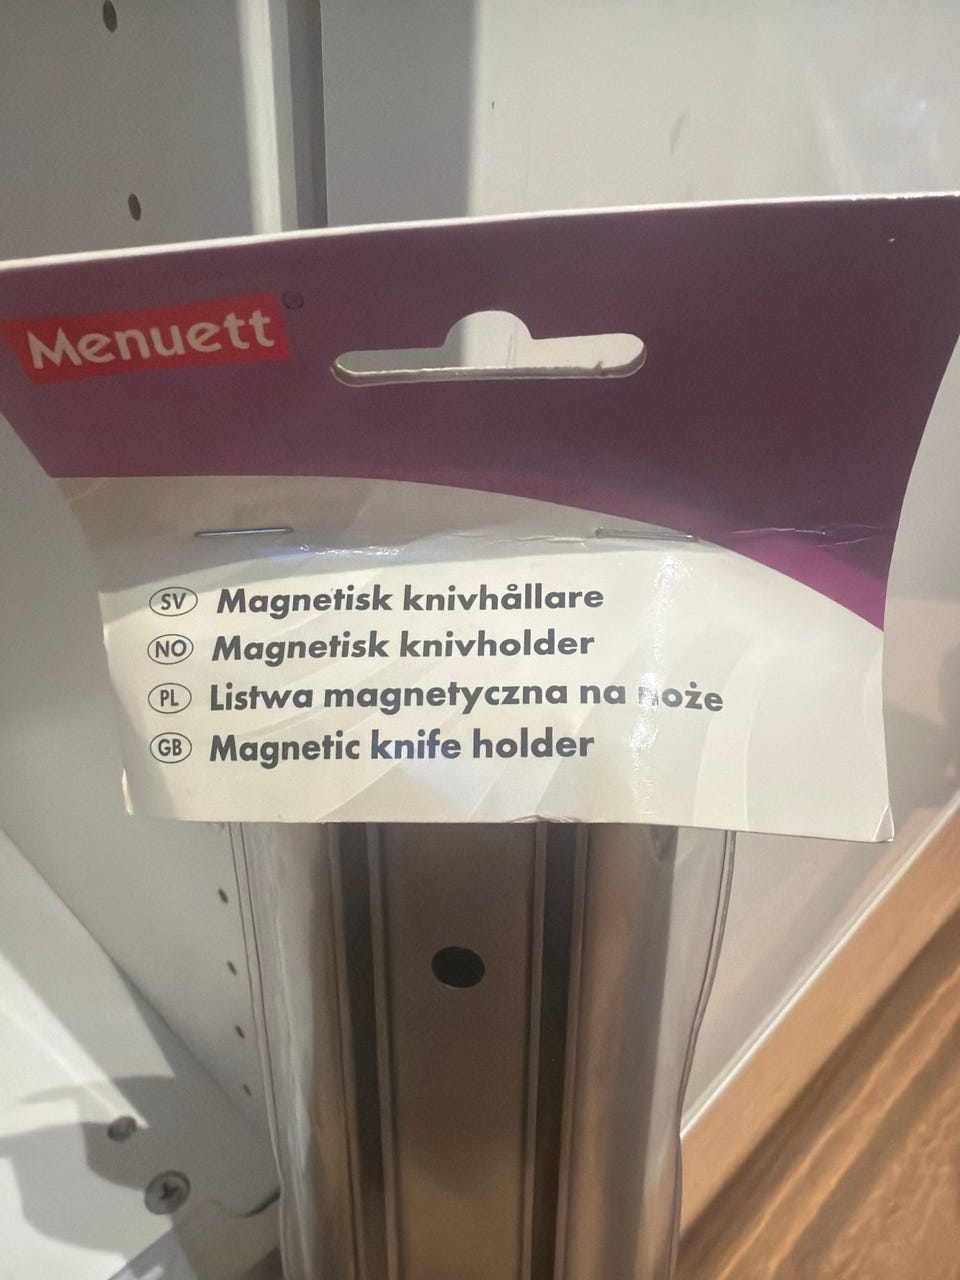 Menuett®
SV Magnetisk knivhållare
NO Magnetisk knivholder
PL Listwa magnetyczna na noże
GB Magnetic knife holder